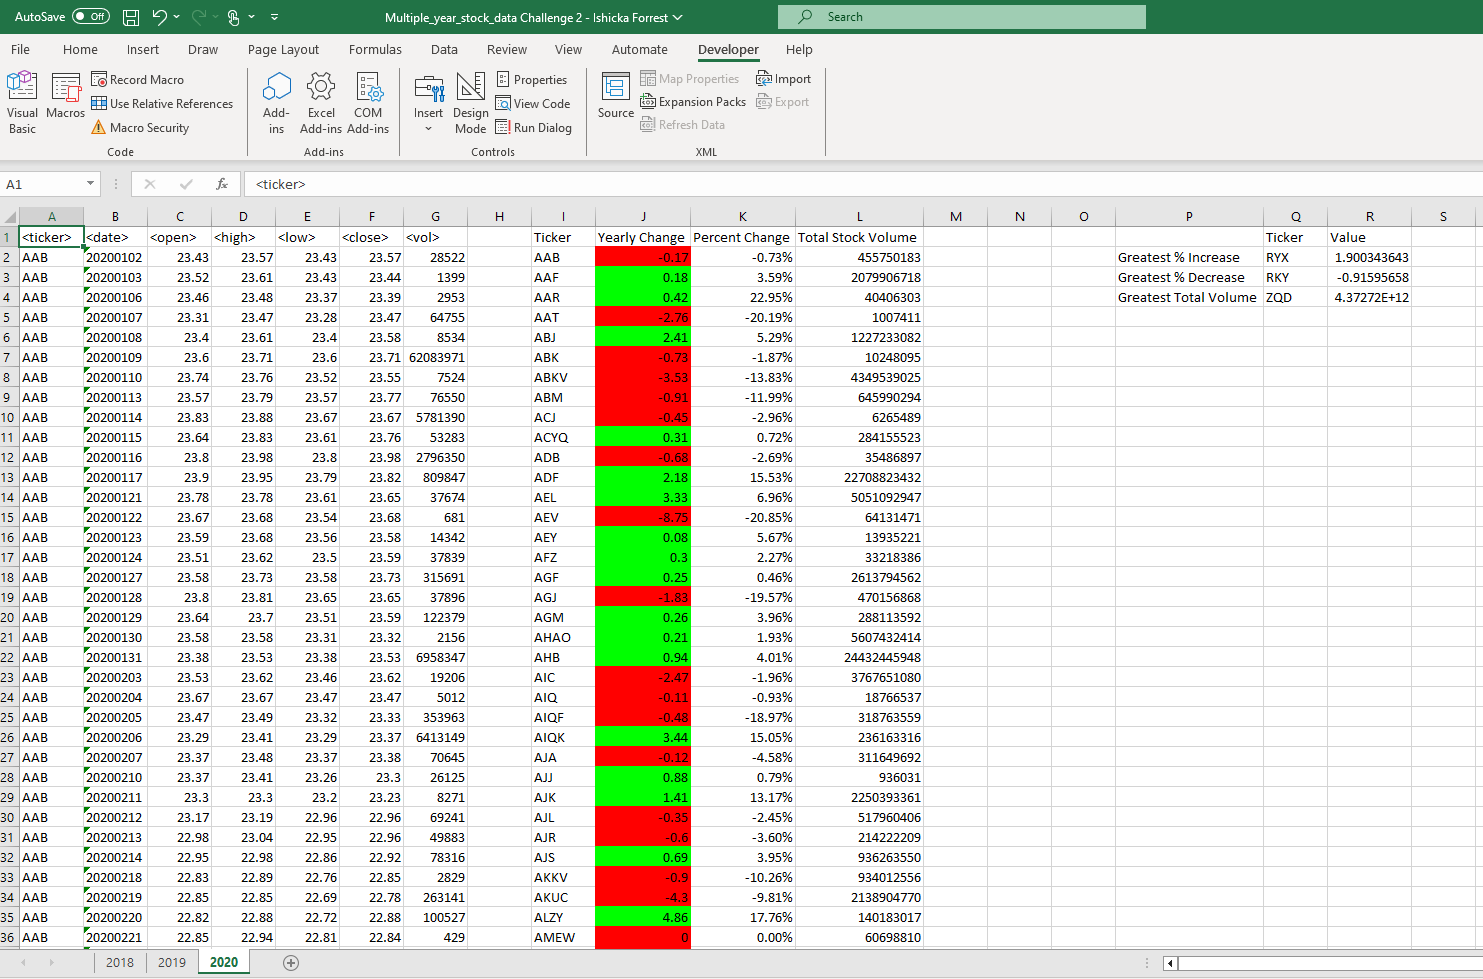 AutoSave Off Multiple_year_stock_data Challenge 2 - Ishicka Forrest Search
File Home Insert Draw Page Layout Formulas Data Review View Automate Developer Help
Visual Basic Macros Record Macro Use Relative References Macro Security Code
Add-ins Excel Add-ins COM Add-ins Add-ins
Insert Design Mode Properties View Code Run Dialog Controls
Source Map Properties Expansion Packs Refresh Data Import Export XML
A1 fx <ticker>
A B C D E F G H I J K L M N O P Q R S
1 <ticker> <date> <open> <high> <low> <close> <vol> Ticker Yearly Change Percent Change Total Stock Volume Ticker Value
2 AAB 20200102 23.43 23.57 23.43 23.57 28522 AAB -0.17 -0.73% 455750183 Greatest % Increase RYX 1.900343643
3 AAB 20200103 23.52 23.61 23.43 23.44 1399 AAF 0.18 3.59% 2079906718 Greatest % Decrease RKY -0.91595658
4 AAB 20200106 23.46 23.48 23.37 23.39 2953 AAR 0.42 22.95% 40406303 Greatest Total Volume ZQD 4.37272E+12
5 AAB 20200107 23.31 23.47 23.28 23.47 64755 AAT -2.76 -20.19% 1007411
6 AAB 20200108 23.4 23.61 23.4 23.58 8534 ABJ 2.41 5.29% 1227233082
7 AAB 20200109 23.6 23.71 23.6 23.71 62083971 ABK -0.73 -1.87% 10248095
8 AAB 20200110 23.74 23.76 23.52 23.55 7524 ABKV -3.53 -13.83% 4349539025
9 AAB 20200113 23.57 23.79 23.57 23.77 76550 ABM -0.91 -11.99% 645990294
10 AAB 20200114 23.83 23.88 23.67 23.67 5781390 ACJ -0.45 -2.96% 6265489
11 AAB 20200115 23.64 23.83 23.61 23.76 53283 ACYQ 0.31 0.72% 284155523
12 AAB 20200116 23.8 23.98 23.8 23.98 2796350 ADB -0.68 -2.69% 35486897
13 AAB 20200117 23.9 23.95 23.79 23.82 809847 ADF 2.18 15.53% 22708823432
14 AAB 20200121 23.78 23.78 23.61 23.65 37674 AEL 3.33 6.96% 5051092947
15 AAB 20200122 23.67 23.68 23.54 23.68 681 AEV -8.75 -20.85% 64131471
16 AAB 20200123 23.59 23.68 23.56 23.58 14342 AEY 0.08 5.67% 13935221
17 AAB 20200124 23.51 23.62 23.5 23.59 37839 AFZ 0.3 2.27% 33218386
18 AAB 20200127 23.58 23.73 23.58 23.73 315691 AGF 0.25 0.46% 2613794562
19 AAB 20200128 23.8 23.81 23.65 23.65 37896 AGJ -1.83 -19.57% 470156868
20 AAB 20200129 23.64 23.7 23.51 23.59 122379 AGM 0.26 3.96% 288113592
21 AAB 20200130 23.58 23.58 23.31 23.32 2156 AHAO 0.21 1.93% 5607432414
22 AAB 20200131 23.38 23.53 23.38 23.53 6958347 AHB 0.94 4.01% 24432445948
23 AAB 20200203 23.53 23.62 23.46 23.62 19206 AIC -2.47 -1.96% 3767651080
24 AAB 20200204 23.67 23.67 23.47 23.47 5012 AIQ -0.11 -0.93% 18766537
25 AAB 20200205 23.47 23.49 23.32 23.33 353963 AIQF -0.48 -18.97% 318763559
26 AAB 20200206 23.29 23.41 23.29 23.37 6413149 AIQK 3.44 15.05% 236163316
27 AAB 20200207 23.37 23.48 23.37 23.38 70645 AJA -0.12 -4.58% 311649692
28 AAB 20200210 23.37 23.41 23.26 23.3 26125 AJJ 0.88 0.79% 936031
29 AAB 20200211 23.3 23.3 23.2 23.23 8271 AJK 1.41 13.17% 2250393361
30 AAB 20200212 23.17 23.19 22.96 22.96 69241 AJL -0.35 -2.45% 517960406
31 AAB 20200213 22.98 23.04 22.95 22.96 49883 AJR -0.6 -3.60% 214222209
32 AAB 20200214 22.95 22.98 22.86 22.92 78316 AJS 0.69 3.95% 936263550
33 AAB 20200218 22.83 22.89 22.76 22.85 2829 AKKV -0.9 -10.26% 934012556
34 AAB 20200219 22.85 22.85 22.69 22.78 263141 AKUC -4.3 -9.81% 2138904770
35 AAB 20200220 22.82 22.88 22.72 22.88 100527 ALZY 4.86 17.76% 140183017
36 AAB 20200221 22.85 22.94 22.81 22.84 429 AMEW 0 0.00% 60698810
2018 2019 2020